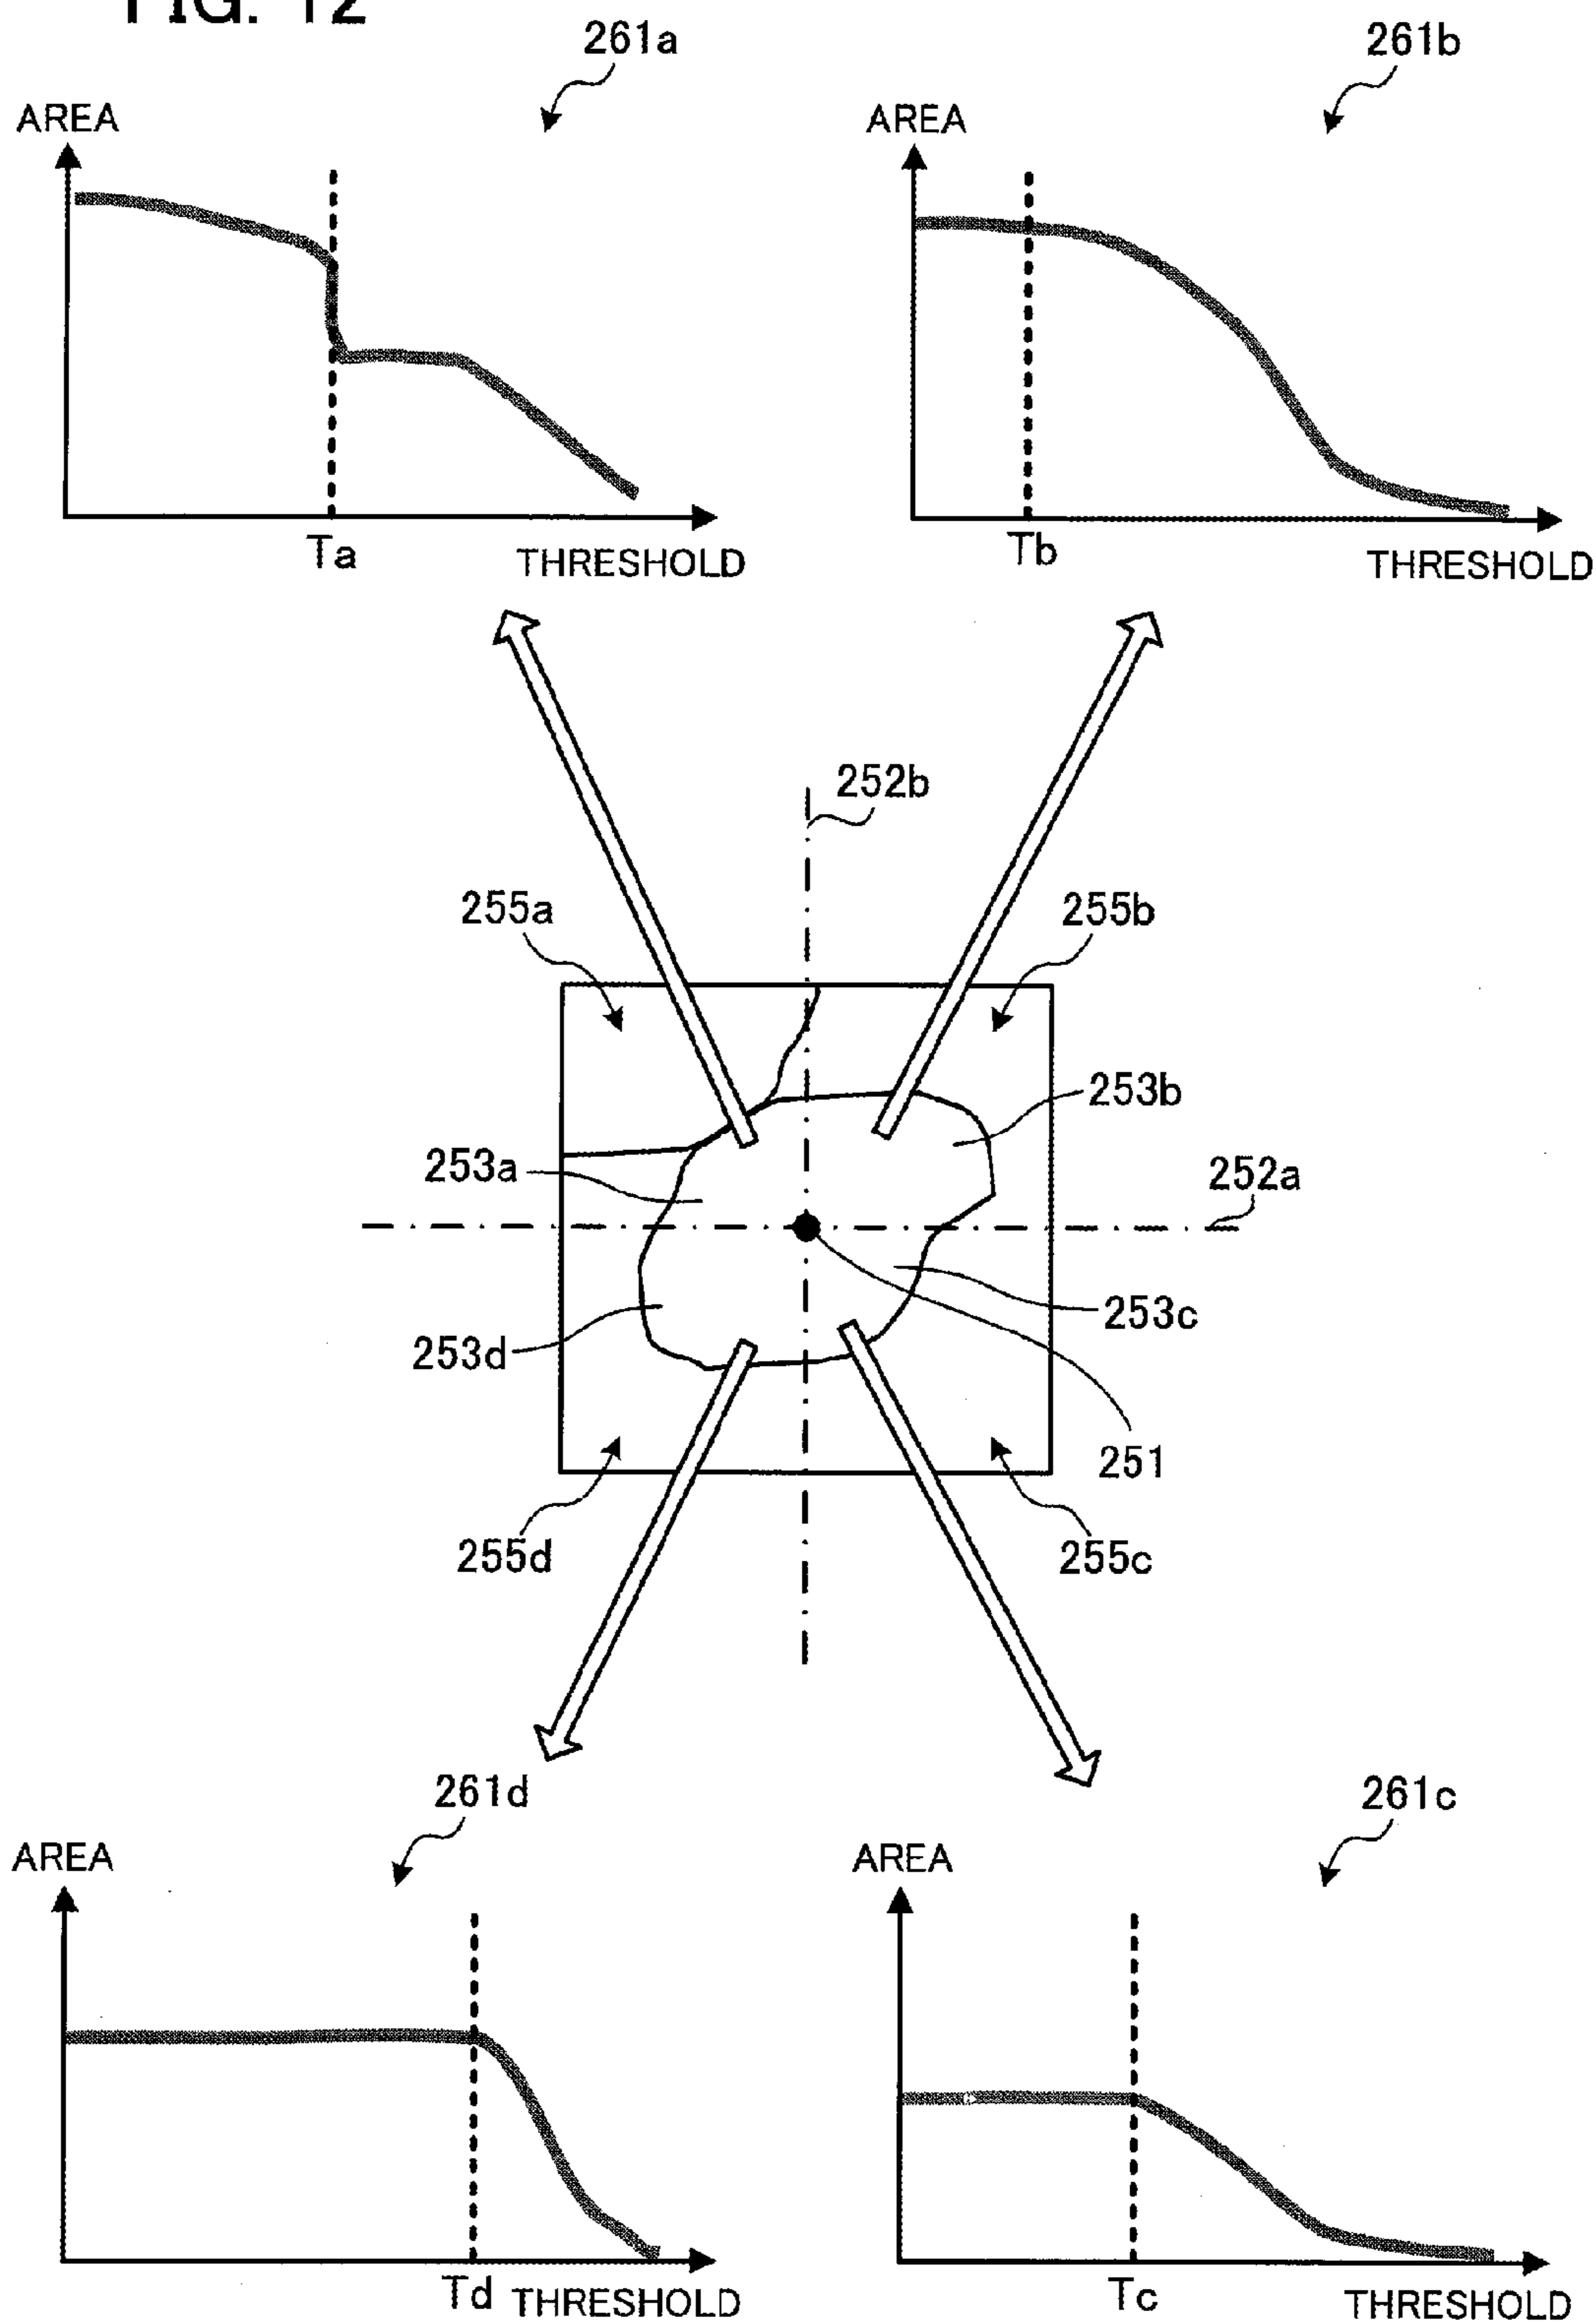 FIG. 12
261a
261b
AREA
AREA
Ta
THRESHOLD
Tb
THRESHOLD
252b
255a
255b
253b
253a
252a
253c
253d
251
255d
255c
261d
261c
AREA
AREA
Td
THRESHOLD
Tc
THRESHOLD